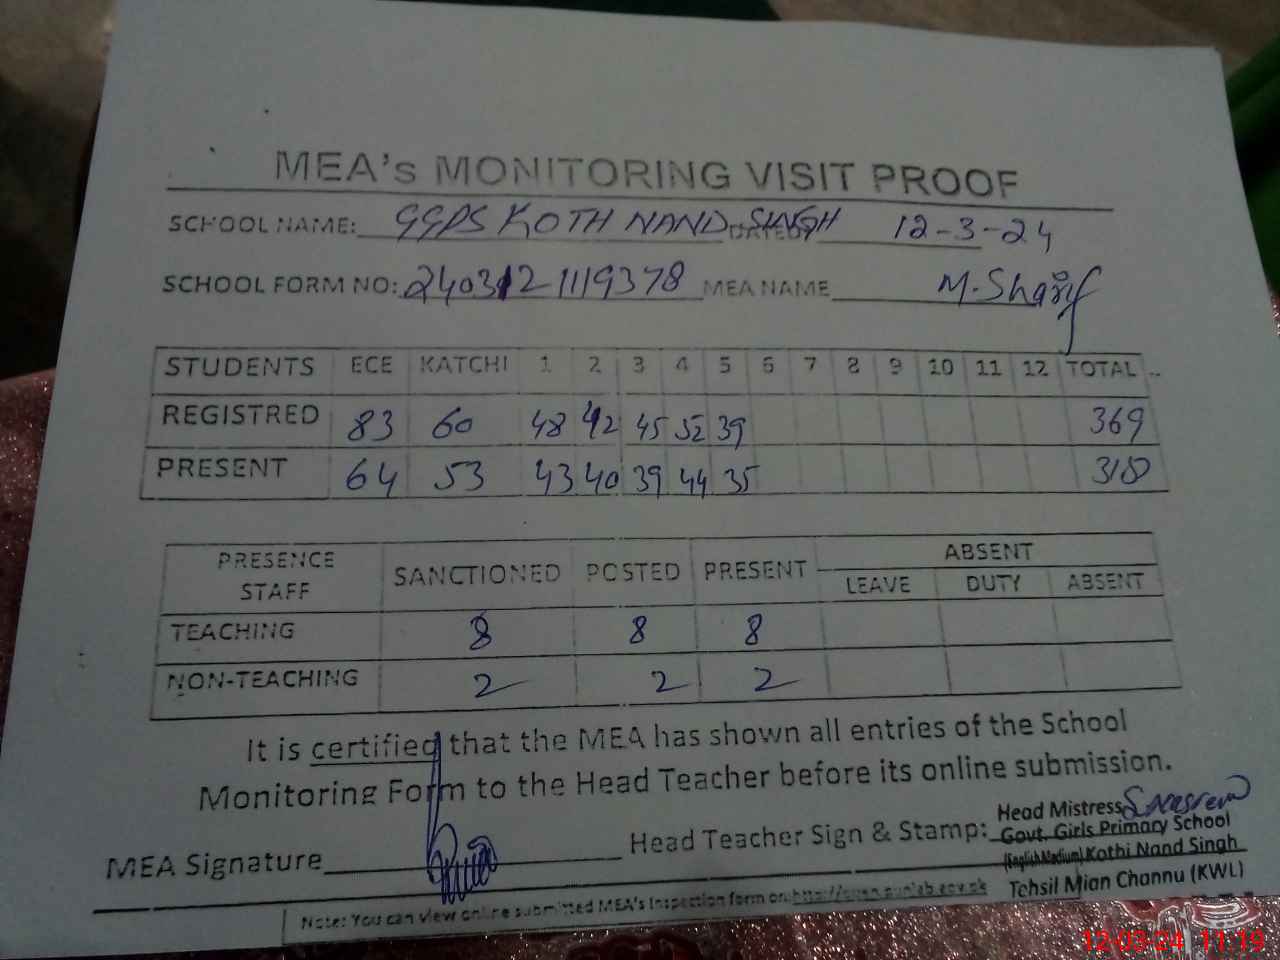 MEA's MONITORING VISIT PROOF
SCHOOL NAME: GGPS KOTH NAND SINGH DATED: 12-3-24
SCHOOL FORM NO: 240312 1119378 MEA NAME M. Sharif
STUDENTS ECE KATCHI 1 2 3 4 5 6 7 8 9 10 11 12 TOTAL
REGISTRED 83 60 48 42 45 52 39 369
PRESENT 64 53 43 40 39 44 35 318
PRESENCE STAFF SANCTIONED POSTED PRESENT ABSENT
LEAVE DUTY ABSENT
TEACHING 8 8 8
NON-TEACHING 2 2 2
It is certified that the MEA has shown all entries of the School
Monitoring Form to the Head Teacher before its online submission.
MEA Signature Head Teacher Sign & Stamp:
Head Mistress
Govt. Girls Primary School
(English Medium) Kothi Nand Singh
Tehsil Mian Channu (KWL)
Note: You can view online submitted MEA's Inspection form on:
12-03-24 11:19